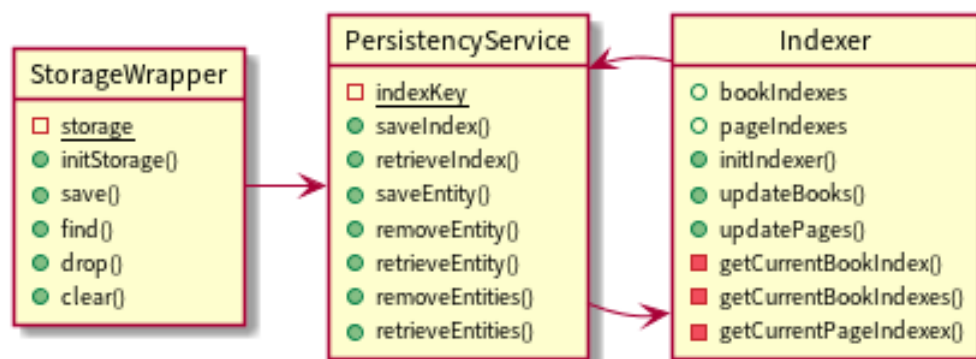 StorageWrapper
storage
initStorage()
save()
find()
drop()
clear()
PersistencyService
indexKey
saveIndex()
retrieveIndex()
saveEntity()
removeEntity()
retrieveEntity()
removeEntities()
retrieveEntities()
Indexer
bookIndexes
pageIndexes
initIndexer()
updateBooks()
updatePages()
getCurrentBookIndex()
getCurrentBookIndexes()
getCurrentPageIndexex()